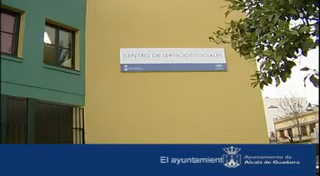 CENTRO DE SERVICIOS SOCIALES
El ayuntamient
Ayuntamiento de
Alcalá de Guadaíra